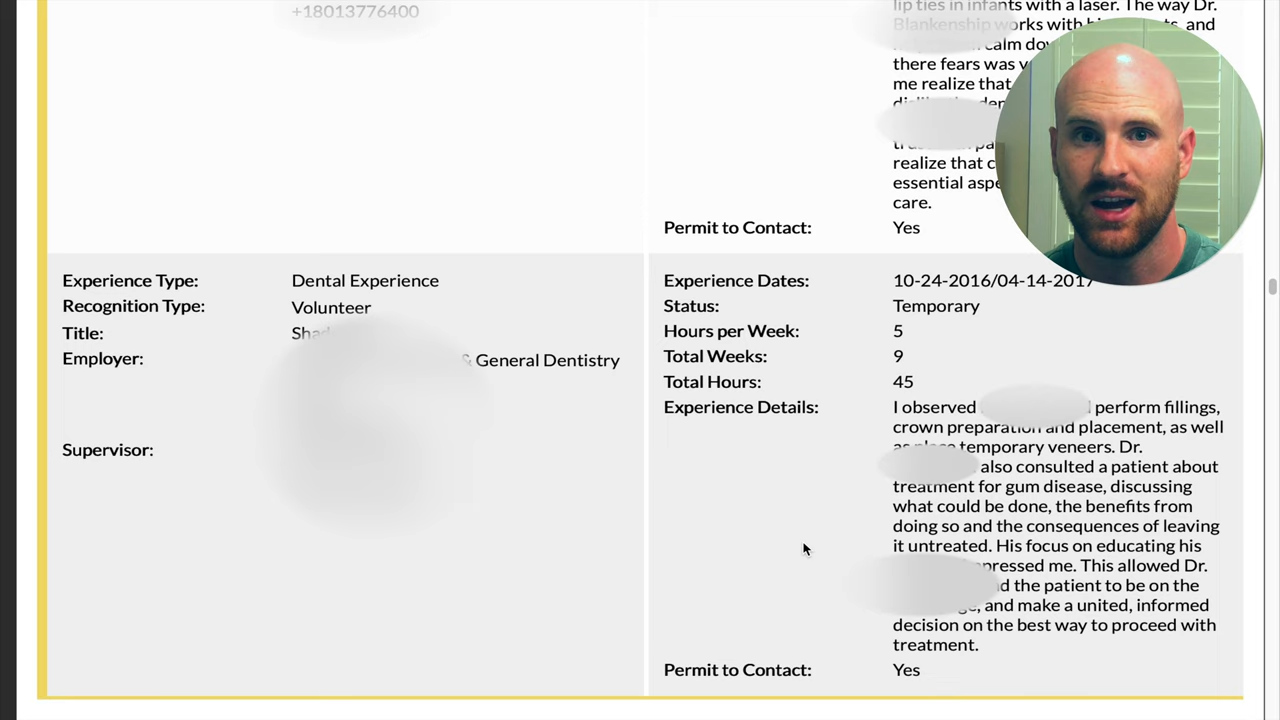 +18013776400
lip ties in infants with a laser. The way Dr.
Blankenship works with and
calm
there fears was
me realize that
realize that
essential
care.
Permit to Contact: Yes
Experience Type: Dental Experience
Recognition Type: Volunteer
Title:
Employer: & General Dentistry
Supervisor:
Experience Dates: 10-24-2016/04-14-2017
Status: Temporary
Hours per Week: 5
Total Weeks: 9
Total Hours: 45
Experience Details: I observed perform fillings,
crown preparation and placement, as well
as place temporary veneers. Dr.
also consulted a patient about
treatment for gum disease, discussing
what could be done, the benefits from
doing so and the consequences of leaving
it untreated. His focus on educating his
impressed me. This allowed Dr.
the patient to be on the
and make a united, informed
decision on the best way to proceed with
treatment.
Permit to Contact: Yes